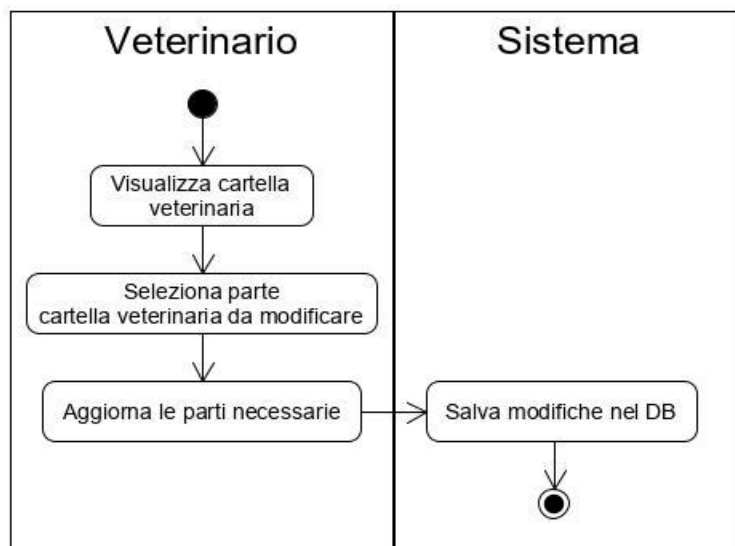 Veterinario
Sistema
Visualizza cartella
veterinaria
Seleziona parte
cartella veterinaria da modificare
Aggiorna le parti necessarie
Salva modifiche nel DB